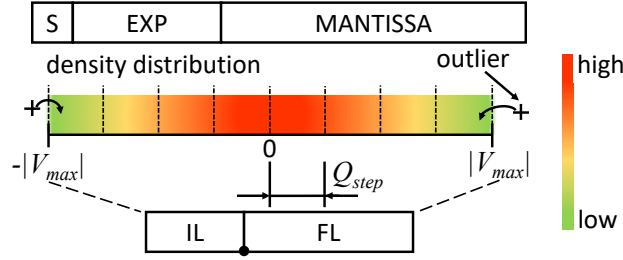 S EXP MANTISSA
density distribution outlier high
0
-|Vmax| Qstep |Vmax|
low
IL FL